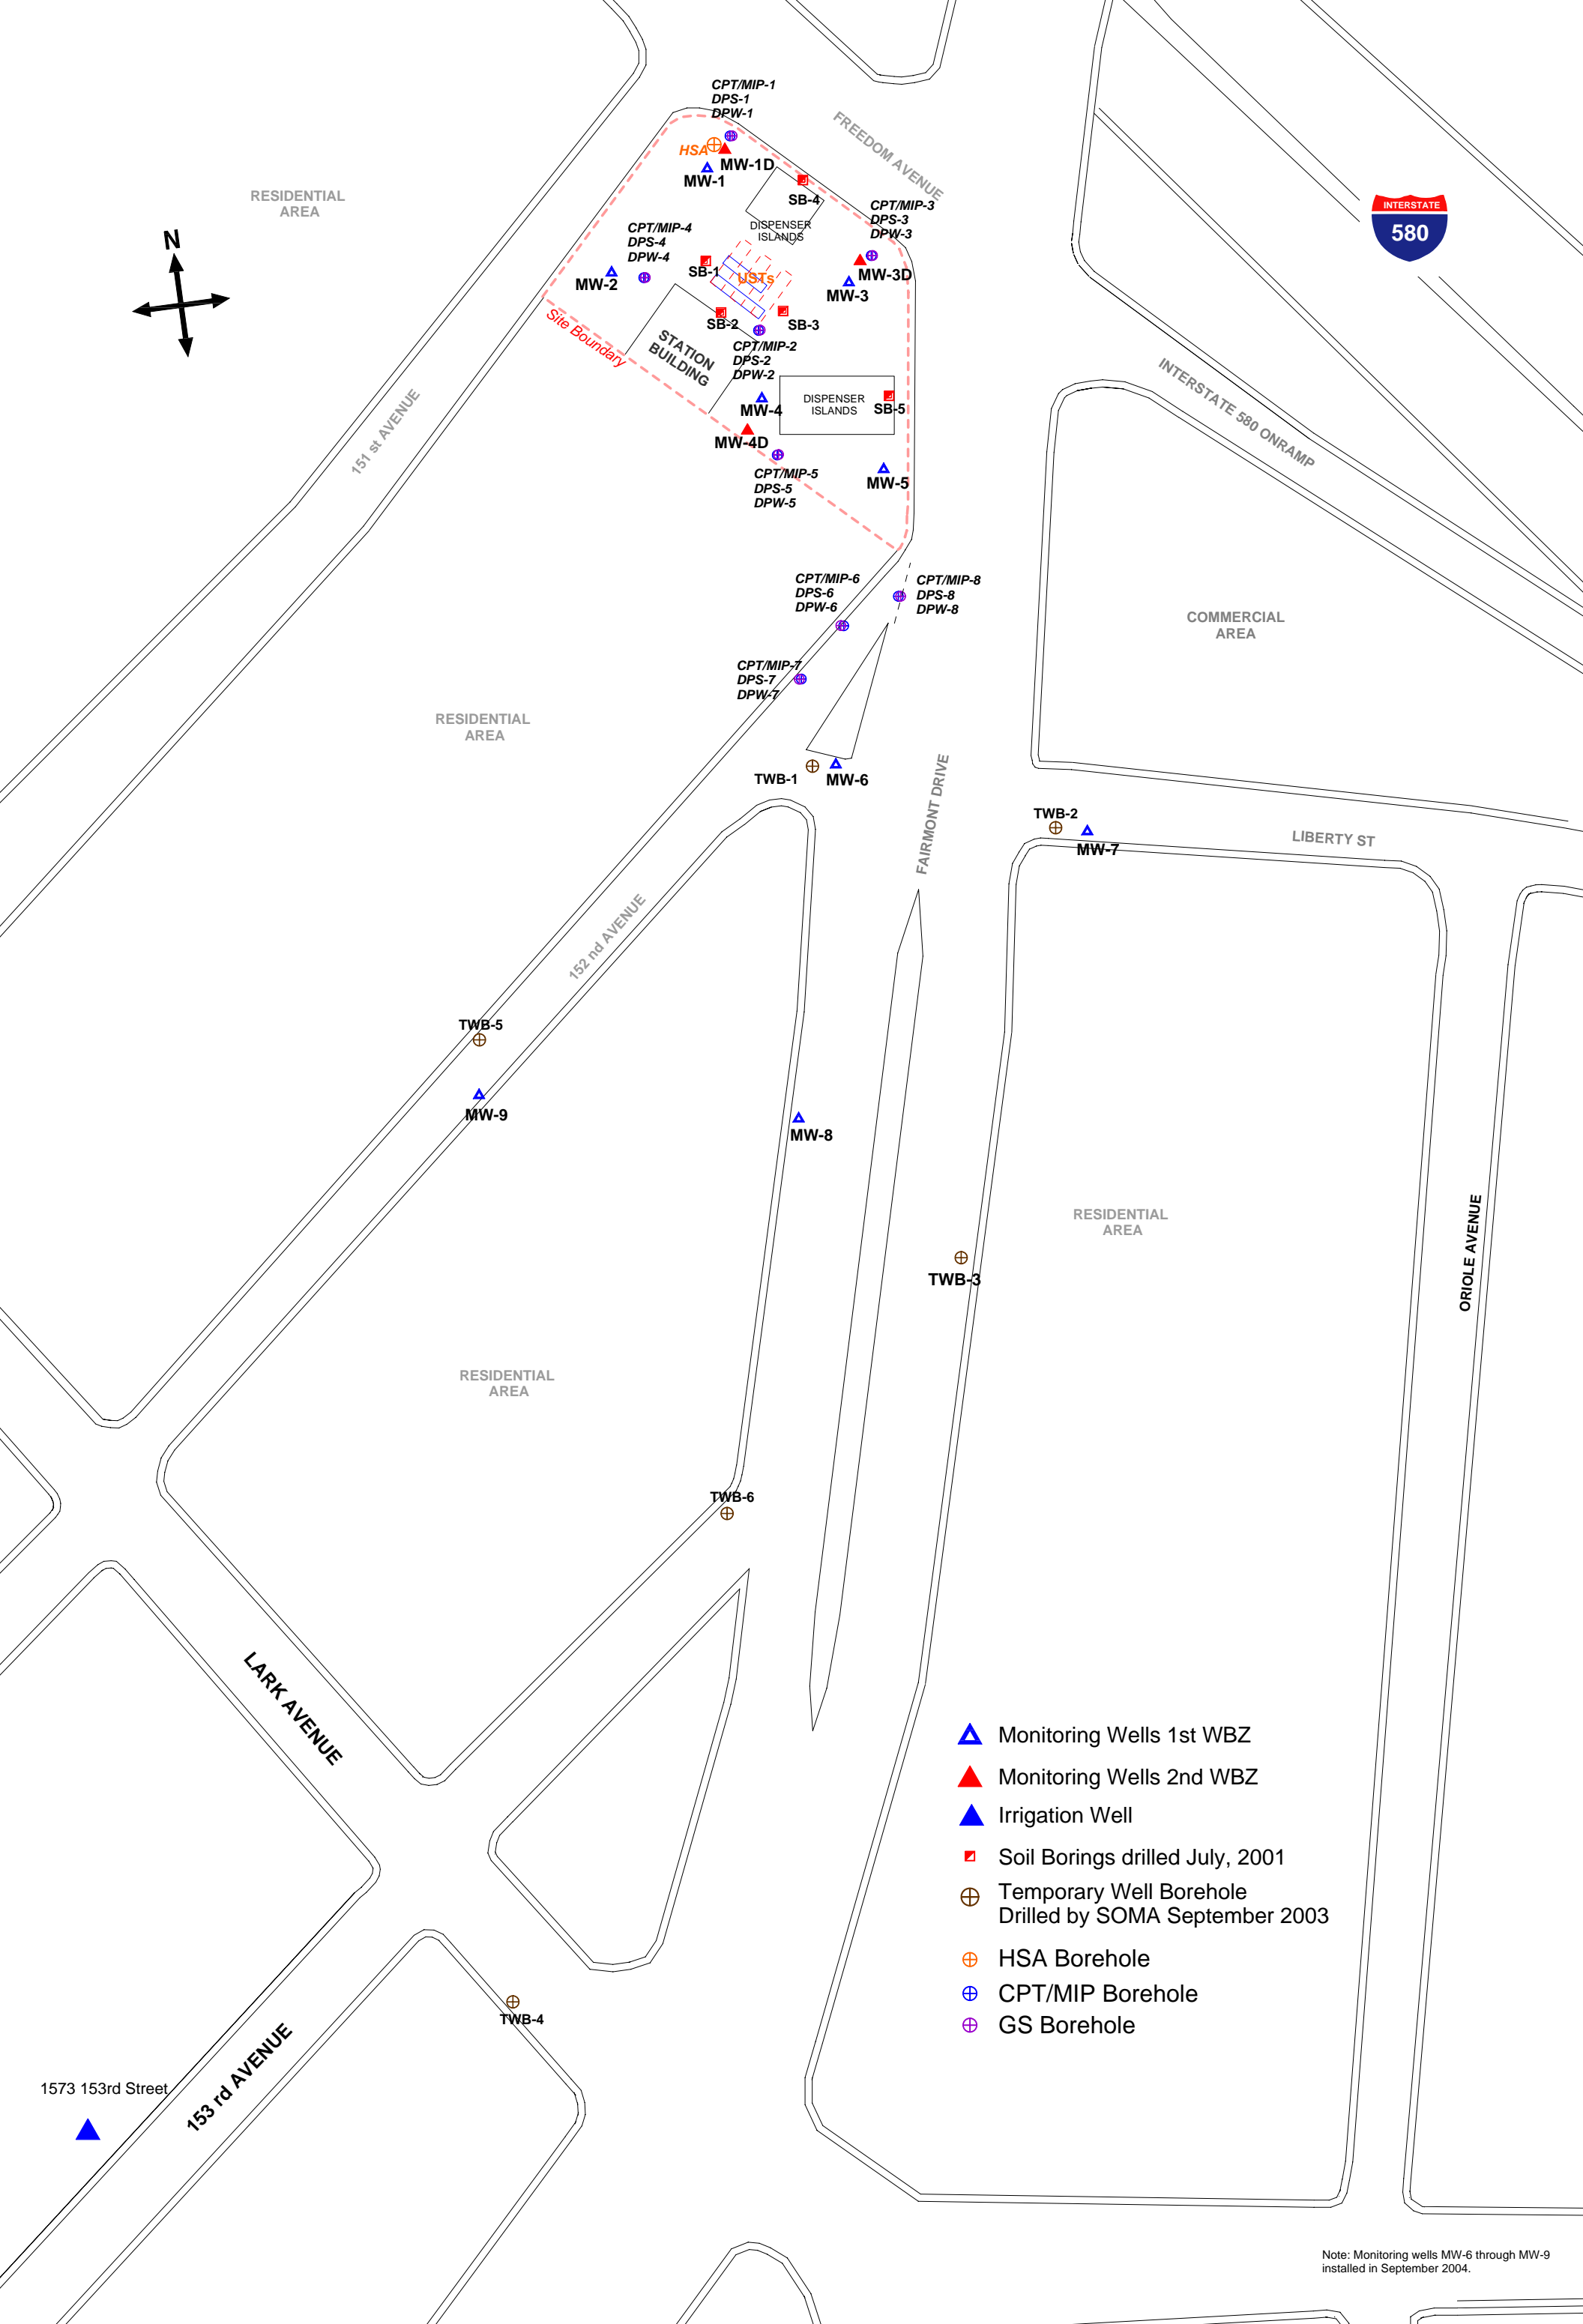 CPT/MIP-1
DPS-1
DPW-1
FREEDOM AVENUE
HSA
MW-1D
MW-1
SB-4
RESIDENTIAL
AREA
INTERSTATE
580
CPT/MIP-3
DPS-3
DPW-3
DISPENSER
ISLANDS
CPT/MIP-4
DPS-4
DPW-4
N
SB-1
USTs
MW-3D
MW-2
MW-3
Site Boundary
SB-2
SB-3
STATION
BUILDING
CPT/MIP-2
DPS-2
DPW-2
INTERSTATE 580 ONRAMP
151 st AVENUE
DISPENSER
ISLANDS
MW-4
SB-5
MW-4D
CPT/MIP-5
DPS-5
DPW-5
MW-5
CPT/MIP-6
DPS-6
DPW-6
CPT/MIP-8
DPS-8
DPW-8
COMMERCIAL
AREA
CPT/MIP-7
DPS-7
DPW-7
RESIDENTIAL
AREA
TWB-1
MW-6
FAIRMONT DRIVE
TWB-2
MW-7
LIBERTY ST
152 nd AVENUE
TWB-5
MW-9
MW-8
RESIDENTIAL
AREA
ORIOLE AVENUE
TWB-3
RESIDENTIAL
AREA
TWB-6
LARK AVENUE
Monitoring Wells 1st WBZ
Monitoring Wells 2nd WBZ
Irrigation Well
Soil Borings drilled July, 2001
Temporary Well Borehole
Drilled by SOMA September 2003
HSA Borehole
CPT/MIP Borehole
GS Borehole
TWB-4
153 rd AVENUE
1573 153rd Street
Note: Monitoring wells MW-6 through MW-9
installed in September 2004.